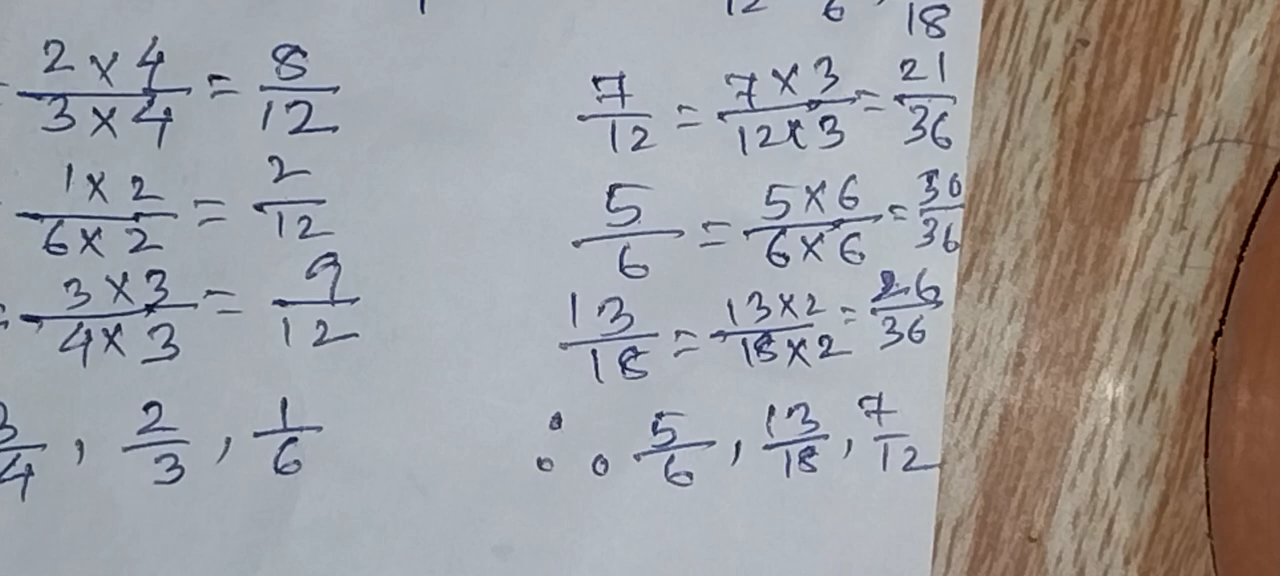 2 × 4 / 3 × 4 = 8/12
1 × 2 / 6 × 2 = 2/12
= 3 × 3 / 4 × 3 = 9/12
3/4 , 2/3 , 1/6
12 6 , 18
7/12 = 7 × 3 / 12 × 3 = 21/36
5/6 = 5 × 6 / 6 × 6 = 30/36
13/18 = 13 × 2 / 18 × 2 = 26/36
∴ 5/6 , 13/18 , 7/12